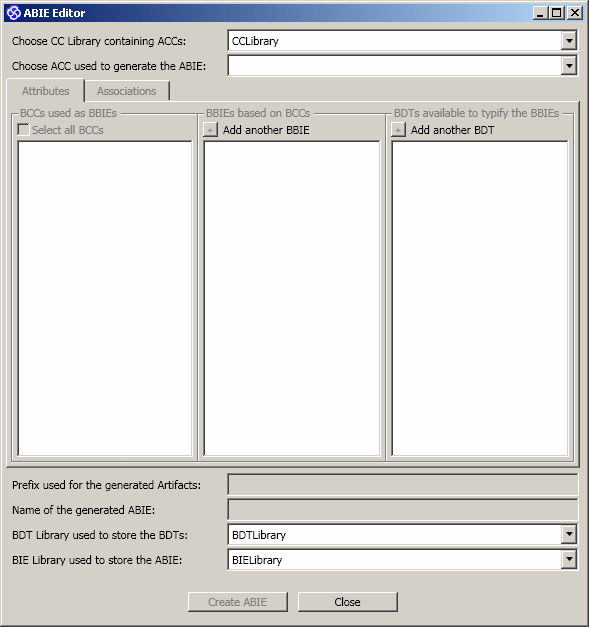 ABIE Editor
Choose CC Library containing ACCs: CCLibrary
Choose ACC used to generate the ABIE:
Attributes Associations
BCCs used as BBIEs BBIEs based on BCCs BDTs available to typify the BBIEs
Select all BCCs + Add another BBIE + Add another BDT
Prefix used for the generated Artifacts:
Name of the generated ABIE:
BDT Library used to store the BDTs: BDTLibrary
BIE Library used to store the ABIE: BIELibrary
Create ABIE Close